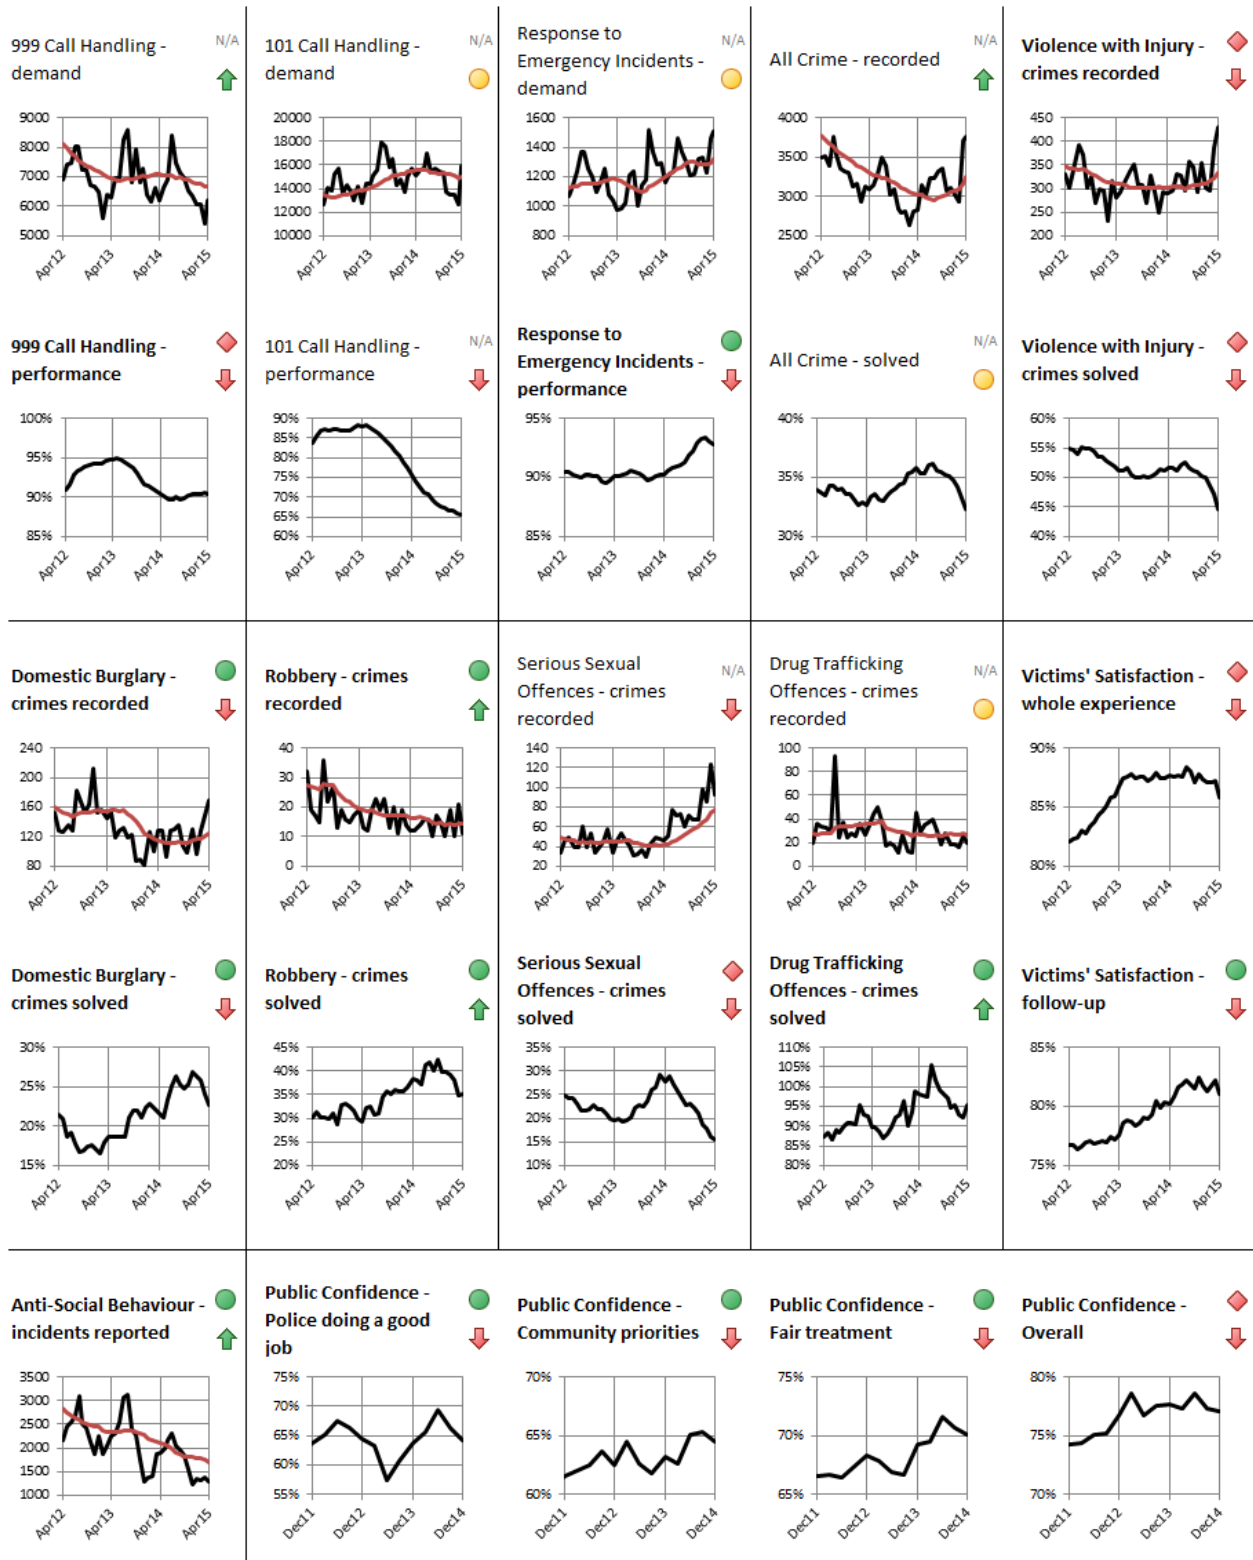 999 Call Handling -
demand
N/A
9000
8000
7000
6000
5000
Apr12
Apr13
Apr14
Apr15
101 Call Handling -
demand
N/A
20000
18000
16000
14000
12000
10000
Apr12
Apr13
Apr14
Apr15
Response to
Emergency Incidents -
demand
N/A
1600
1400
1200
1000
800
Apr12
Apr13
Apr14
Apr15
All Crime - recorded
N/A
4000
3500
3000
2500
Apr12
Apr13
Apr14
Apr15
Violence with Injury -
crimes recorded
450
400
350
300
250
200
Apr12
Apr13
Apr14
Apr15
999 Call Handling -
performance
100%
95%
90%
85%
Apr12
Apr13
Apr14
Apr15
101 Call Handling -
performance
N/A
90%
85%
80%
75%
70%
65%
60%
Apr12
Apr13
Apr14
Apr15
Response to
Emergency Incidents -
performance
95%
90%
85%
Apr12
Apr13
Apr14
Apr15
All Crime - solved
N/A
40%
35%
30%
Apr12
Apr13
Apr14
Apr15
Violence with Injury -
crimes solved
60%
55%
50%
45%
40%
Apr12
Apr13
Apr14
Apr15
Domestic Burglary -
crimes recorded
240
200
160
120
80
Apr12
Apr13
Apr14
Apr15
Robbery - crimes
recorded
40
30
20
10
0
Apr12
Apr13
Apr14
Apr15
Serious Sexual
Offences - crimes
recorded
N/A
140
120
100
80
60
40
20
Apr12
Apr13
Apr14
Apr15
Drug Trafficking
Offences - crimes
recorded
N/A
100
80
60
40
20
0
Apr12
Apr13
Apr14
Apr15
Victims' Satisfaction -
whole experience
90%
85%
80%
Apr12
Apr13
Apr14
Apr15
Domestic Burglary -
crimes solved
30%
25%
20%
15%
Apr12
Apr13
Apr14
Apr15
Robbery - crimes
solved
45%
40%
35%
30%
25%
20%
Apr12
Apr13
Apr14
Apr15
Serious Sexual
Offences - crimes
solved
35%
30%
25%
20%
15%
10%
Apr12
Apr13
Apr14
Apr15
Drug Trafficking
Offences - crimes
solved
110%
105%
100%
95%
90%
85%
80%
Apr12
Apr13
Apr14
Apr15
Victims' Satisfaction -
follow-up
85%
80%
75%
Apr12
Apr13
Apr14
Apr15
Anti-Social Behaviour -
incidents reported
3500
3000
2500
2000
1500
1000
Apr12
Apr13
Apr14
Apr15
Public Confidence -
Police doing a good
job
75%
70%
65%
60%
55%
Dec11
Dec12
Dec13
Dec14
Public Confidence -
Community priorities
70%
65%
60%
Dec11
Dec12
Dec13
Dec14
Public Confidence -
Fair treatment
75%
70%
65%
Dec11
Dec12
Dec13
Dec14
Public Confidence -
Overall
80%
75%
70%
Dec11
Dec12
Dec13
Dec14